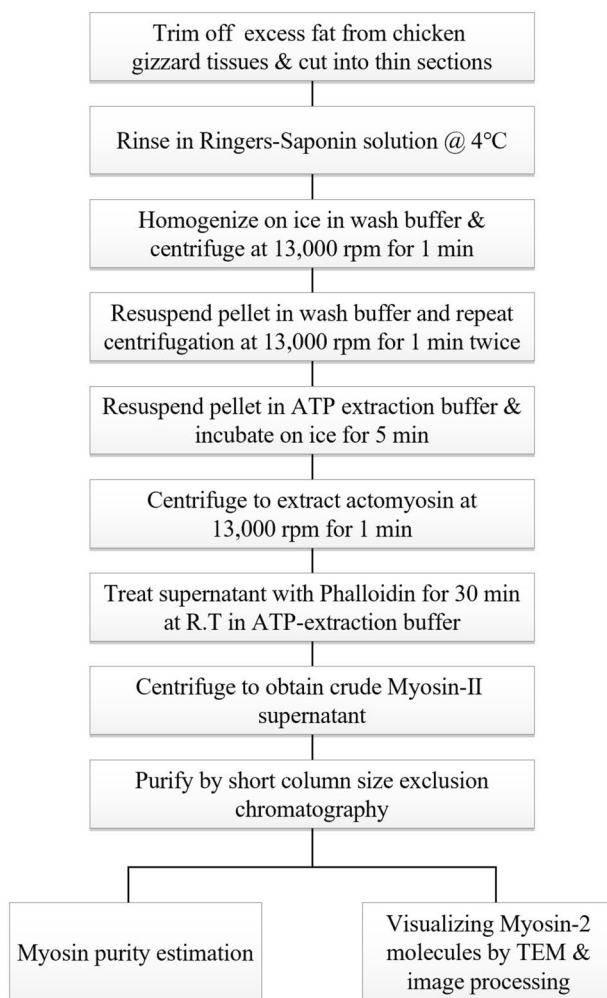 Trim off excess fat from chicken
gizzard tissues & cut into thin sections
Rinse in Ringers-Saponin solution @ 4°C
Homogenize on ice in wash buffer &
centrifuge at 13,000 rpm for 1 min
Resuspend pellet in wash buffer and repeat
centrifugation at 13,000 rpm for 1 min twice
Resuspend pellet in ATP extraction buffer &
incubate on ice for 5 min
Centrifuge to extract actomyosin at
13,000 rpm for 1 min
Treat supernatant with Phalloidin for 30 min
at R.T in ATP-extraction buffer
Centrifuge to obtain crude Myosin-II
supernatant
Purify by short column size exclusion
chromatography
Myosin purity estimation
Visualizing Myosin-2
molecules by TEM &
image processing